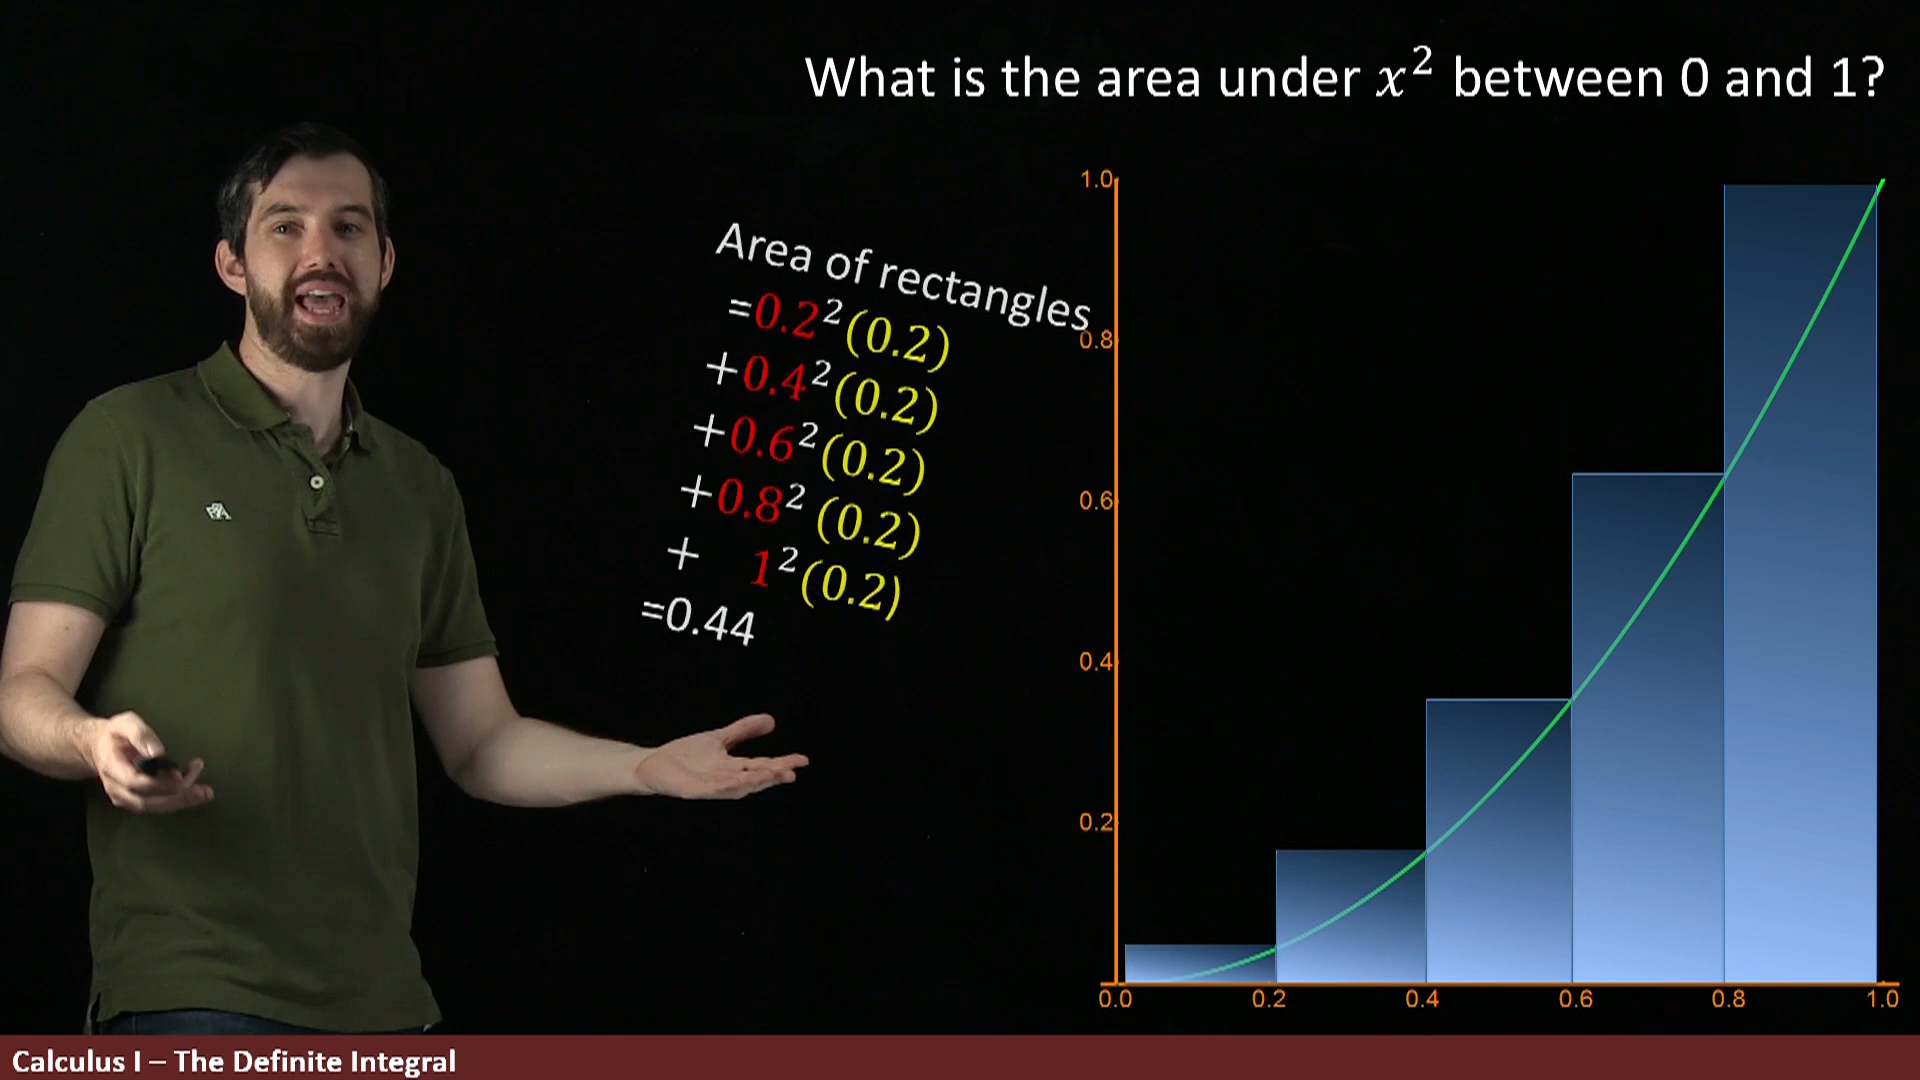 What is the area under x² between 0 and 1?
Area of rectangles
=0.2²(0.2)
+0.4²(0.2)
+0.6²(0.2)
+0.8² (0.2)
+ 1²(0.2)
=0.44
1.0
0.8
0.6
0.4
0.2
0.0 0.2 0.4 0.6 0.8 1.0
Calculus I – The Definite Integral